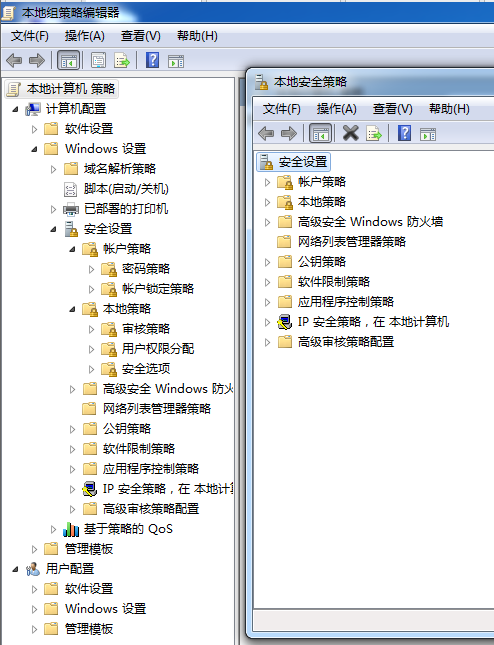 本地组策略编辑器
文件(F) 操作(A) 查看(V) 帮助(H)
本地计算机 策略
计算机配置
软件设置
Windows 设置
域名解析策略
脚本(启动/关机)
已部署的打印机
安全设置
帐户策略
密码策略
帐户锁定策略
本地策略
审核策略
用户权限分配
安全选项
高级安全 Windows 防火
网络列表管理器策略
公钥策略
软件限制策略
应用程序控制策略
IP 安全策略，在 本地计
高级审核策略配置
基于策略的 QoS
管理模板
用户配置
软件设置
Windows 设置
管理模板
本地安全策略
文件(F) 操作(A) 查看(V) 帮助(H)
安全设置
帐户策略
本地策略
高级安全 Windows 防火墙
网络列表管理器策略
公钥策略
软件限制策略
应用程序控制策略
IP 安全策略，在 本地计算机
高级审核策略配置